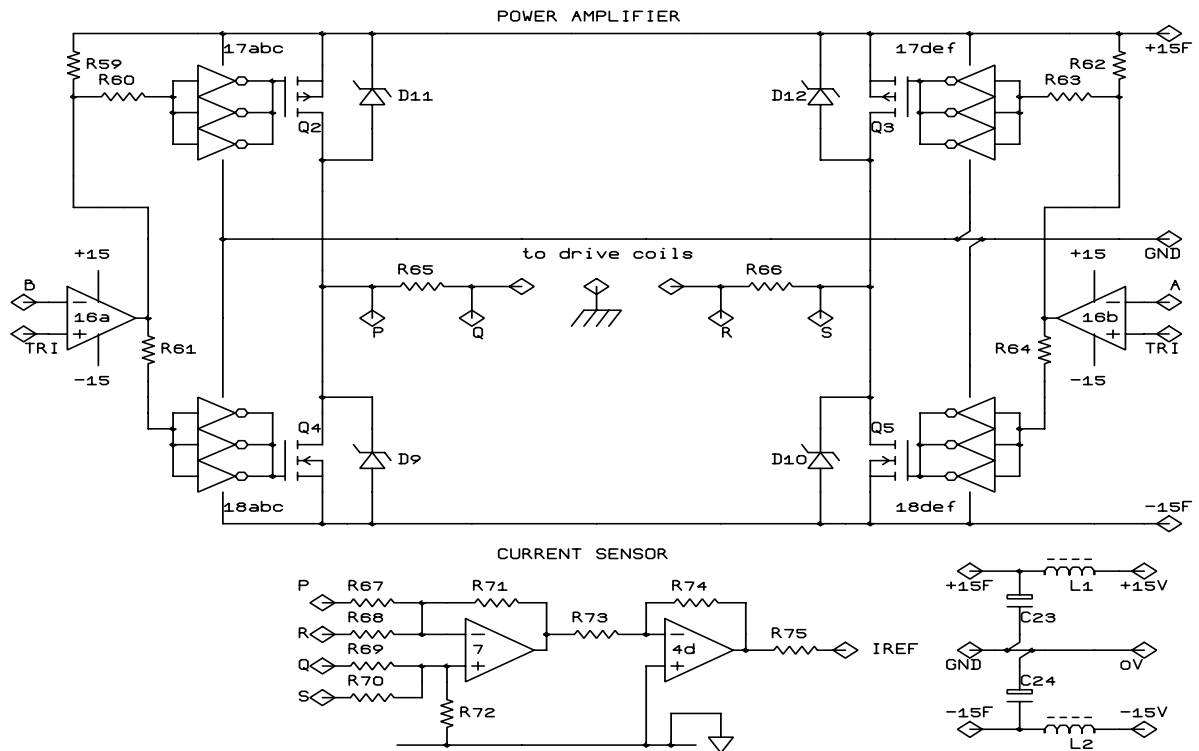 POWER AMPLIFIER
17abc
17def
+15F
R59
R60
R63
R62
D11
D12
Q2
Q3
+15
to drive coils
GND
+15
B
R65
R66
A
16a
16b
TRI
P
Q
R
S
TRI
R61
R64
-15
-15
Q4
Q5
D9
D10
18abc
18def
-15F
CURRENT SENSOR
P
R67
R71
R74
+15F
L1
+15V
R68
R73
C23
R
-
7
-
4d
R75
IREF
Q
R69
+
+
GND
0V
R70
C24
S
R72
-15F
-15V
L2